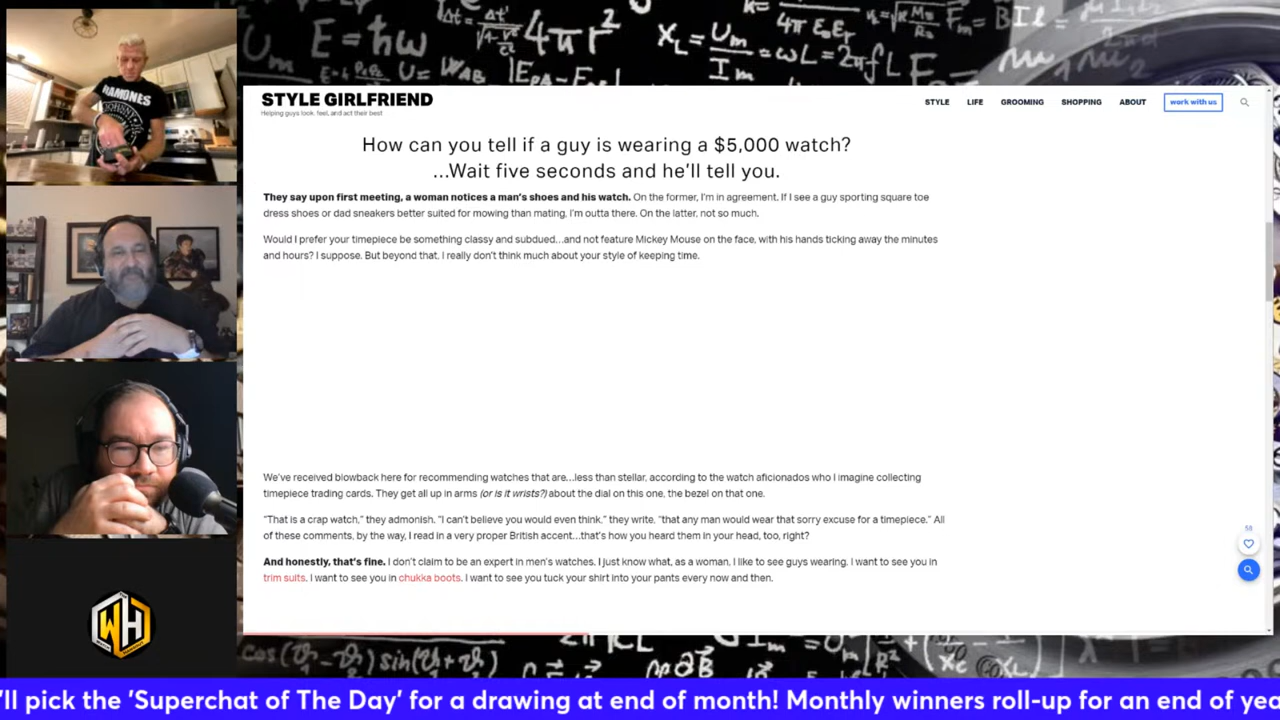 E=ħω
4πr²
STYLE GIRLFRIEND
Helping guys look, feel, and act their best
STYLE LIFE GROOMING SHOPPING ABOUT work with us
How can you tell if a guy is wearing a $5,000 watch?
...Wait five seconds and he'll tell you.
They say upon first meeting, a woman notices a man's shoes and his watch. On the former, I'm in agreement. If I see a guy sporting square toe
dress shoes or dad sneakers better suited for mowing than mating, I'm outta there. On the latter, not so much.
Would I prefer your timepiece be something classy and subdued…and not feature Mickey Mouse on the face, with his hands ticking away the minutes
and hours? I suppose. But beyond that, I really don't think much about your style of keeping time.
We've received blowback here for recommending watches that are…less than stellar, according to the watch aficionados who I imagine collecting
timepiece trading cards. They get all up in arms (or is it wrists?) about the dial on this one, the bezel on that one.
"That is a crap watch," they admonish. "I can't believe you would even think," they write, "that any man would wear that sorry excuse for a timepiece." All
of these comments, by the way, I read in a very proper British accent…that's how you heard them in your head, too, right?
And honestly, that's fine. I don't claim to be an expert in men's watches. I just know what, as a woman, I like to see guys wearing. I want to see you in
trim suits. I want to see you in chukka boots. I want to see you tuck your shirt into your pants every now and then.
58
RAMONES
WH
'll pick the 'Superchat of The Day' for a drawing at end of month! Monthly winners roll-up for an end of yea